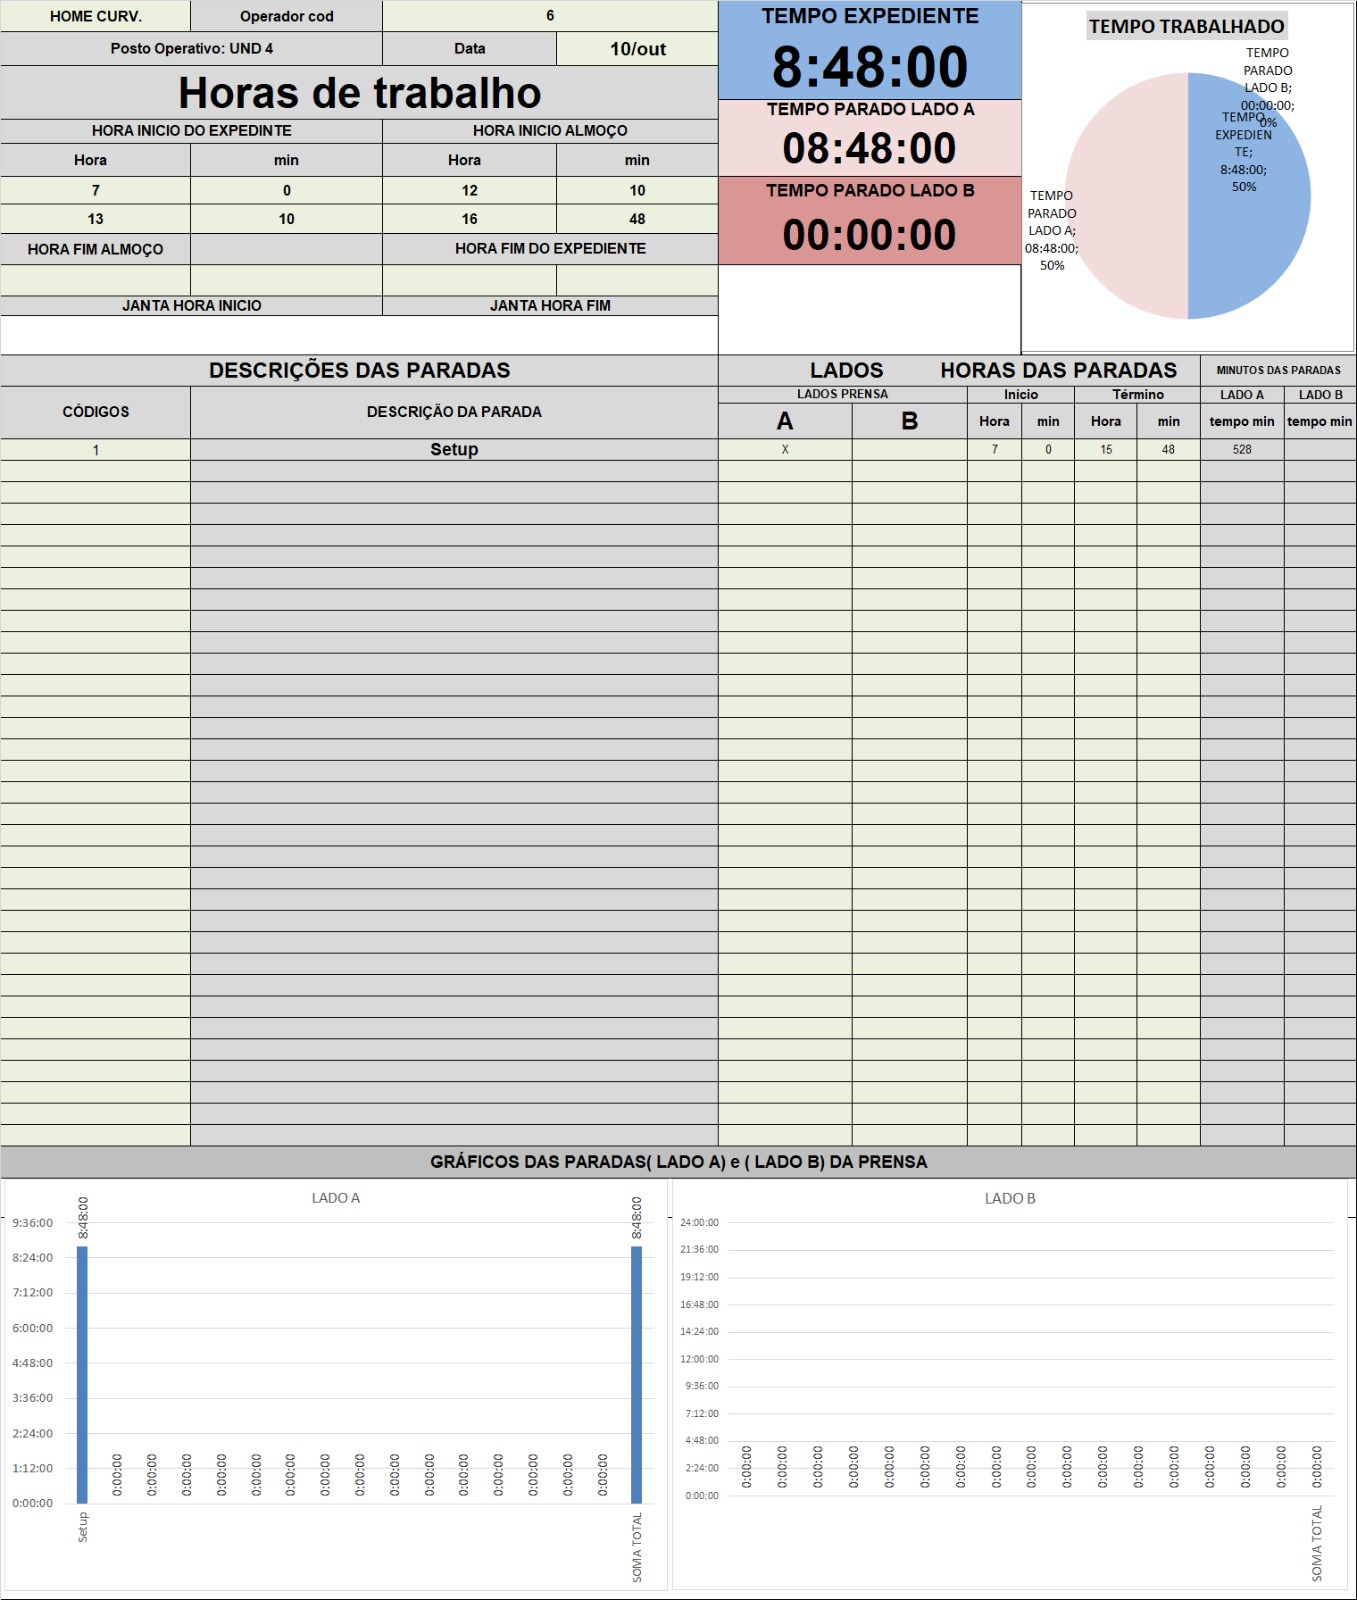 HOME CURV. Operador cod 6
Posto Operativo: UND 4 Data 10/out
Horas de trabalho
HORA INICIO DO EXPEDINTE HORA INICIO ALMOÇO
Hora min Hora min
7 0 12 10
13 10 16 48
HORA FIM ALMOÇO HORA FIM DO EXPEDIENTE
JANTA HORA INICIO JANTA HORA FIM
TEMPO EXPEDIENTE
8:48:00
TEMPO PARADO LADO A
08:48:00
TEMPO PARADO LADO B
00:00:00
TEMPO TRABALHADO
TEMPO
PARADO
LADO B;
00:00:00;
0%
TEMPO
EXPEDIEN
TE;
8:48:00;
50%
TEMPO
PARADO
LADO A;
08:48:00;
50%
DESCRIÇÕES DAS PARADAS LADOS HORAS DAS PARADAS MINUTOS DAS PARADAS
CÓDIGOS DESCRIÇÃO DA PARADA LADOS PRENSA Início Término LADO A LADO B
A B Hora min Hora min tempo min tempo min
1 Setup X 7 0 15 48 528
GRÁFICOS DAS PARADAS( LADO A) e ( LADO B) DA PRENSA
LADO A
9:36:00
8:24:00
7:12:00
6:00:00
4:48:00
3:36:00
2:24:00
1:12:00
0:00:00
8:48:00 0:00:00 0:00:00 0:00:00 0:00:00 0:00:00 0:00:00 0:00:00 0:00:00 0:00:00 0:00:00 0:00:00 0:00:00 0:00:00 0:00:00 0:00:00 8:48:00
Setup SOMA TOTAL
LADO B
24:00:00
21:36:00
19:12:00
16:48:00
14:24:00
12:00:00
9:36:00
7:12:00
4:48:00
2:24:00
0:00:00
0:00:00 0:00:00 0:00:00 0:00:00 0:00:00 0:00:00 0:00:00 0:00:00 0:00:00 0:00:00 0:00:00 0:00:00 0:00:00 0:00:00 0:00:00 0:00:00 0:00:00
SOMA TOTAL